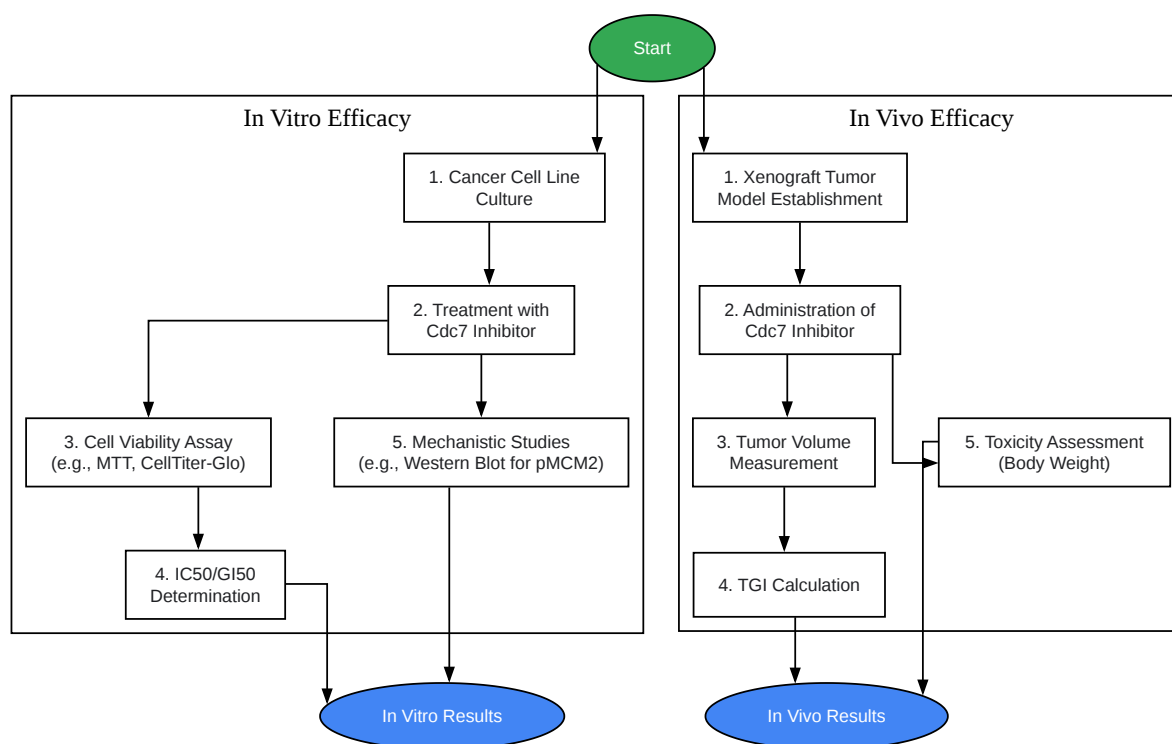 Start
In Vitro Efficacy
1. Cancer Cell Line
Culture
2. Treatment with
Cdc7 Inhibitor
3. Cell Viability Assay
(e.g., MTT, CellTiter-Glo)
5. Mechanistic Studies
(e.g., Western Blot for pMCM2)
4. IC50/GI50
Determination
In Vitro Results
In Vivo Efficacy
1. Xenograft Tumor
Model Establishment
2. Administration of
Cdc7 Inhibitor
3. Tumor Volume
Measurement
5. Toxicity Assessment
(Body Weight)
4. TGI Calculation
In Vivo Results